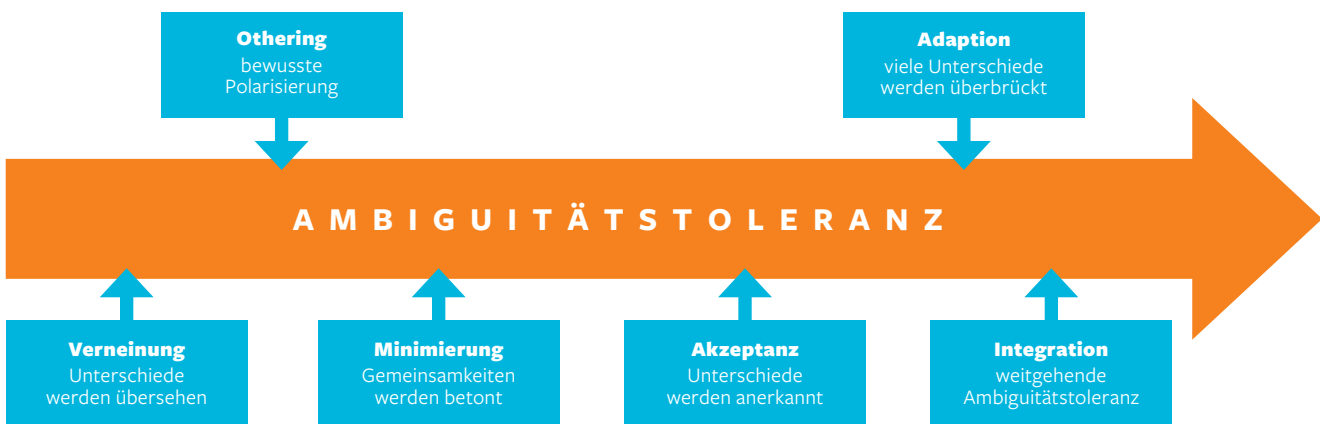 Othering
bewusste
Polarisierung
Adaption
viele Unterschiede
werden überbrückt
AMBIGUITÄTSTOLERANZ
Verneinung
Unterschiede
werden übersehen
Minimierung
Gemeinsamkeiten
werden betont
Akzeptanz
Unterschiede
werden anerkannt
Integration
weitgehende
Ambiguitätstoleranz